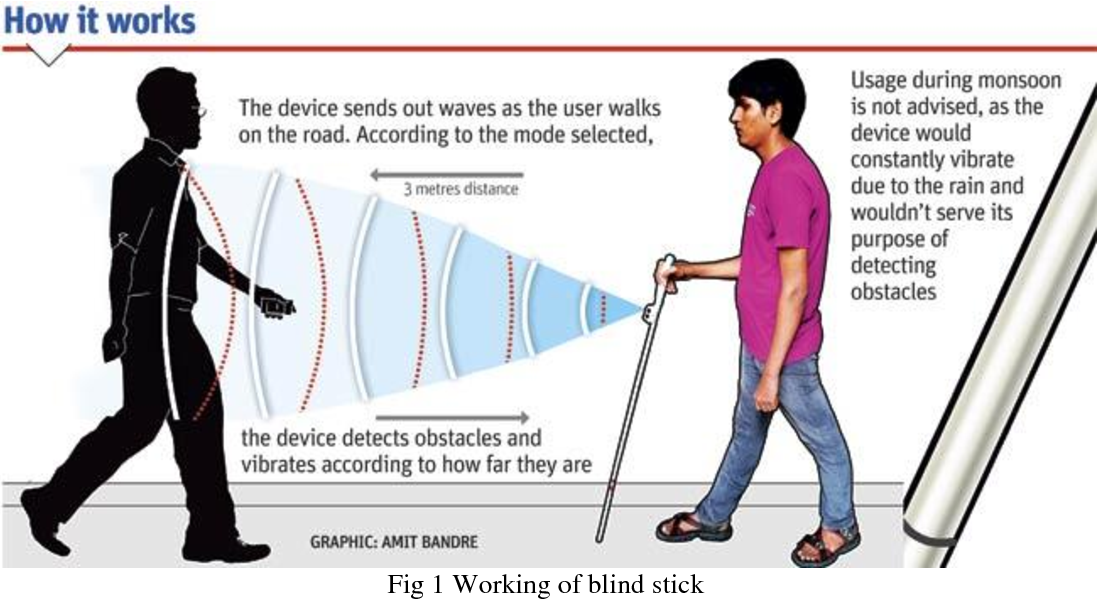 How it works
The device sends out waves as the user walks
on the road. According to the mode selected,
3 metres distance
the device detects obstacles and
vibrates according to how far they are
Usage during monsoon
is not advised, as the
device would
constantly vibrate
due to the rain and
wouldn't serve its
purpose of
detecting
obstacles
GRAPHIC: AMIT BANDRE
Fig 1 Working of blind stick